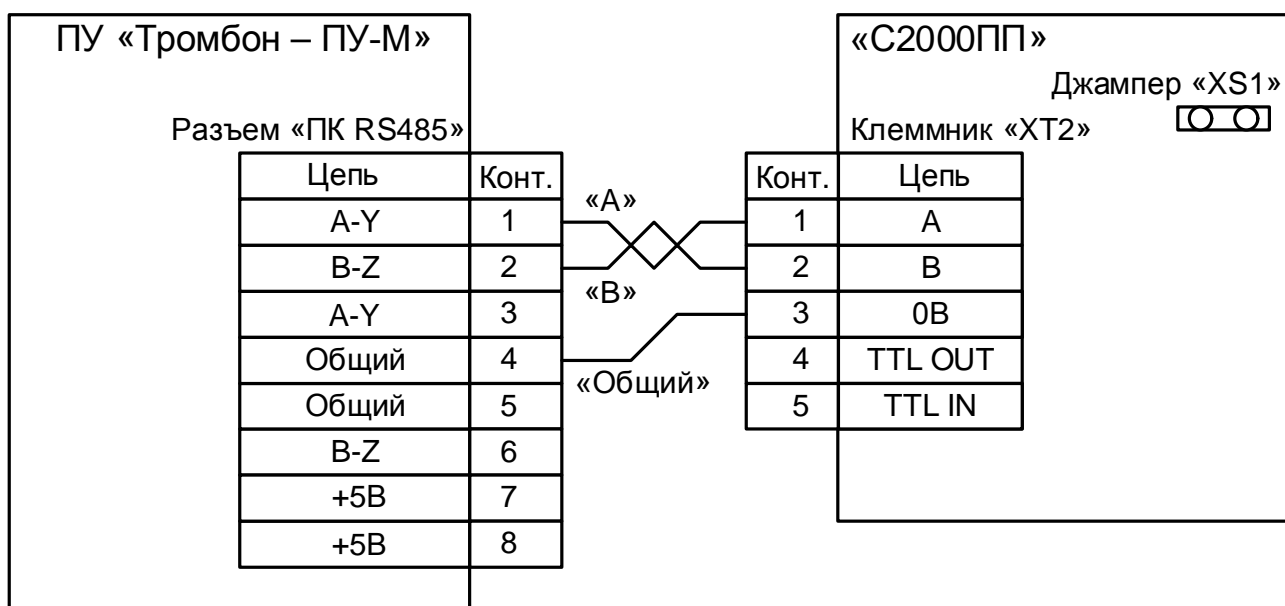 ПУ «Тромбон – ПУ-М»
Разъем «ПК RS485»
Цепь Конт.
A-Y 1
B-Z 2
A-Y 3
Общий 4
Общий 5
B-Z 6
+5В 7
+5В 8
«А»
«В»
«Общий»
«С2000ПП»
Джампер «XS1»
Клеммник «XT2»
Конт. Цепь
1 A
2 B
3 0В
4 TTL OUT
5 TTL IN